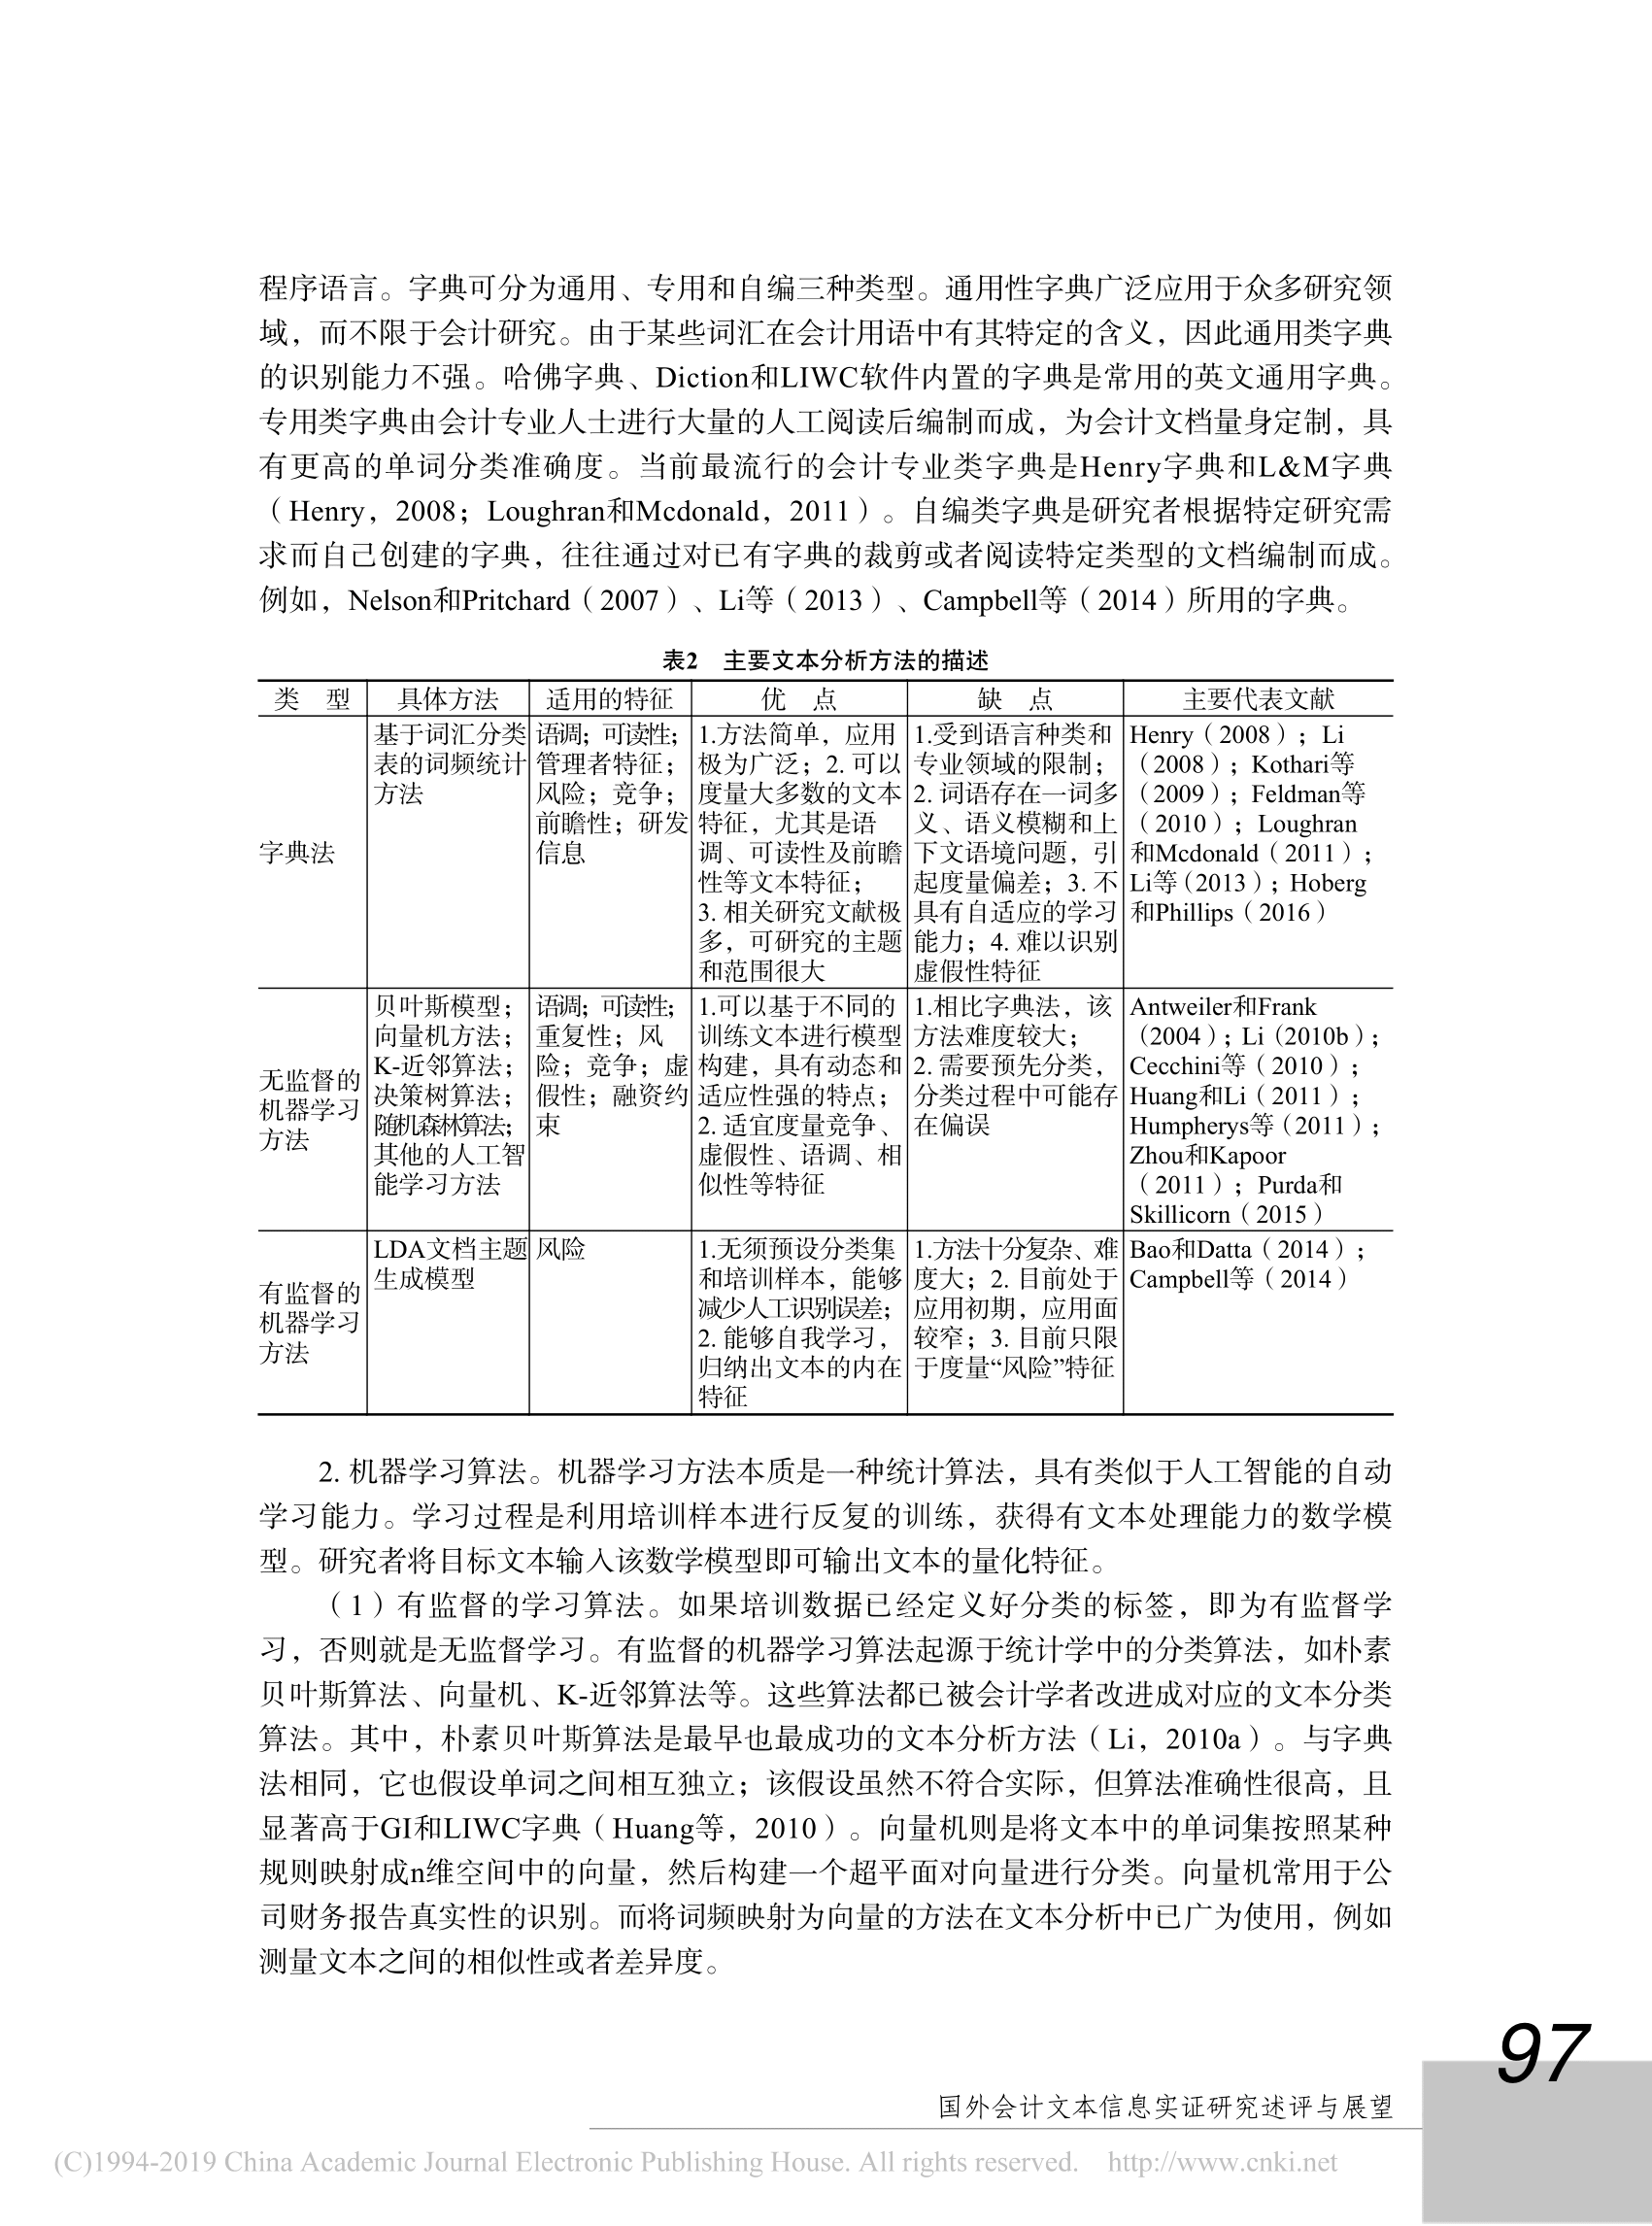 程序语言。字典可分为通用、专用和自编三种类型。通用性字典广泛应用于众多研究领
域，而不限于会计研究。由于某些词汇在会计用语中有其特定的含义，因此通用类字典
的识别能力不强。哈佛字典、Diction和LIWC软件内置的字典是常用的英文通用字典。
专用类字典由会计专业人士进行大量的人工阅读后编制而成，为会计文档量身定制，具
有更高的单词分类准确度。当前最流行的会计专业类字典是Henry字典和L&M字典
（Henry，2008；Loughran和Mcdonald，2011）。自编类字典是研究者根据特定研究需
求而自己创建的字典，往往通过对已有字典的裁剪或者阅读特定类型的文档编制而成。
例如，Nelson和Pritchard（2007）、Li等（2013）、Campbell等（2014）所用的字典。
表2 主要文本分析方法的描述
类 型 具体方法 适用的特征 优 点 缺 点 主要代表文献
字典法
基于词汇分类
表的词频统计
方法
语调；可读性；
管理者特征；
风险；竞争；
前瞻性；研发
信息
1.方法简单，应用
极为广泛；2. 可以
度量大多数的文本
特征，尤其是语
调、可读性及前瞻
性等文本特征；
3. 相关研究文献极
多，可研究的主题
和范围很大
1.受到语言种类和
专业领域的限制；
2. 词语存在一词多
义、语义模糊和上
下文语境问题，引
起度量偏差；3. 不
具有自适应的学习
能力；4. 难以识别
虚假性特征
Henry（2008）；Li
（2008）；Kothari等
（2009）；Feldman等
（2010）；Loughran
和Mcdonald（2011）；
Li等（2013）；Hoberg
和Phillips（2016）
无监督的
机器学习
方法
贝叶斯模型；
向量机方法；
K-近邻算法；
决策树算法；
随机森林算法；
其他的人工智
能学习方法
语调；可读性；
重复性；风
险；竞争；虚
假性；融资约
束
1.可以基于不同的
训练文本进行模型
构建，具有动态和
适应性强的特点；
2. 适宜度量竞争、
虚假性、语调、相
似性等特征
1.相比字典法，该
方法难度较大；
2. 需要预先分类，
分类过程中可能存
在偏误
Antweiler和Frank
（2004）；Li（2010b）；
Cecchini等（2010）；
Huang和Li（2011）；
Humpherys等（2011）；
Zhou和Kapoor
（2011）；Purda和
Skillicorn（2015）
有监督的
机器学习
方法
LDA文档主题
生成模型
风险
1.无须预设分类集
和培训样本，能够
减少人工识别误差；
2. 能够自我学习，
归纳出文本的内在
特征
1.方法十分复杂、难
度大；2. 目前处于
应用初期，应用面
较窄；3. 目前只限
于度量“风险”特征
Bao和Datta（2014）；
Campbell等（2014）
2. 机器学习算法。机器学习方法本质是一种统计算法，具有类似于人工智能的自动
学习能力。学习过程是利用培训样本进行反复的训练，获得有文本处理能力的数学模
型。研究者将目标文本输入该数学模型即可输出文本的量化特征。
（1）有监督的学习算法。如果培训数据已经定义好分类的标签，即为有监督学
习，否则就是无监督学习。有监督的机器学习算法起源于统计学中的分类算法，如朴素
贝叶斯算法、向量机、K-近邻算法等。这些算法都已被会计学者改进成对应的文本分类
算法。其中，朴素贝叶斯算法是最早也最成功的文本分析方法（Li，2010a）。与字典
法相同，它也假设单词之间相互独立；该假设虽然不符合实际，但算法准确性很高，且
显著高于GI和LIWC字典（Huang等，2010）。向量机则是将文本中的单词集按照某种
规则映射成n维空间中的向量，然后构建一个超平面对向量进行分类。向量机常用于公
司财务报告真实性的识别。而将词频映射为向量的方法在文本分析中已广为使用，例如
测量文本之间的相似性或者差异度。
97
国外会计文本信息实证研究述评与展望
(C)1994-2019 China Academic Journal Electronic Publishing House. All rights reserved. http://www.cnki.net